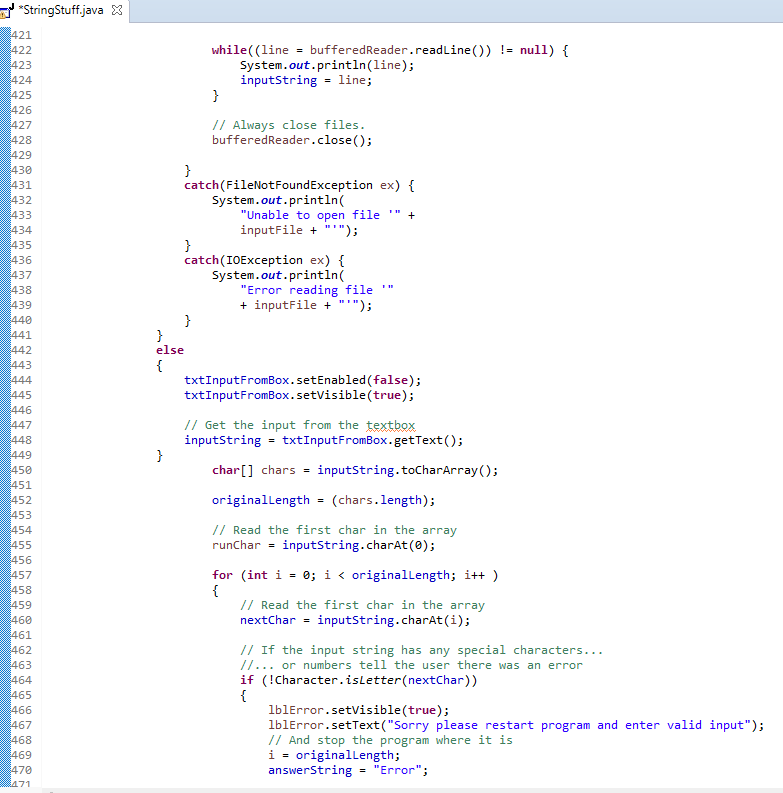 *StringStuff.java
421
422 while((line = bufferedReader.readLine()) != null) {
423 System.out.println(line);
424 inputString = line;
425 }
426
427 // Always close files.
428 bufferedReader.close();
429
430 }
431 catch(FileNotFoundException ex) {
432 System.out.println(
433 "Unable to open file '" +
434 inputFile + "'");
435 }
436 catch(IOException ex) {
437 System.out.println(
438 "Error reading file '"
439 + inputFile + "'");
440 }
441 }
442 else
443 {
444 txtInputFromBox.setEnabled(false);
445 txtInputFromBox.setVisible(true);
446
447 // Get the input from the textbox
448 inputString = txtInputFromBox.getText();
449 }
450 char[] chars = inputString.toCharArray();
451
452 originalLength = (chars.length);
453
454 // Read the first char in the array
455 runChar = inputString.charAt(0);
456
457 for (int i = 0; i < originalLength; i++ )
458 {
459 // Read the first char in the array
460 nextChar = inputString.charAt(i);
461
462 // If the input string has any special characters...
463 //... or numbers tell the user there was an error
464 if (!Character.isLetter(nextChar))
465 {
466 lblError.setVisible(true);
467 lblError.setText("Sorry please restart program and enter valid input");
468 // And stop the program where it is
469 i = originalLength;
470 answerString = "Error";
471